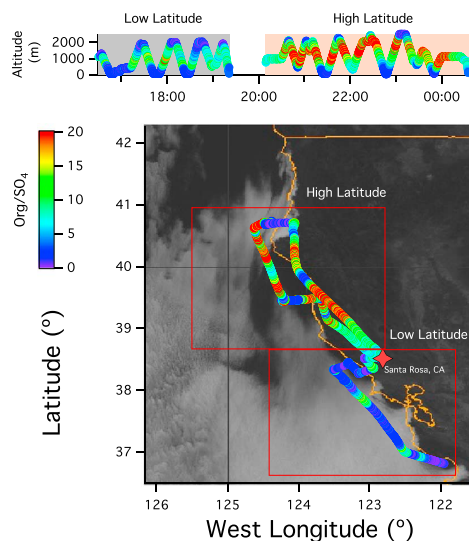 Low Latitude High Latitude
Altitude
(m)
2000
1000
0
18:00 20:00 22:00 00:00
Org/SO₄
20
15
10
5
0
High Latitude
Low Latitude
Santa Rosa, CA
Latitude (º)
42
41
40
39
38
37
126 125 124 123 122
West Longitude (º)